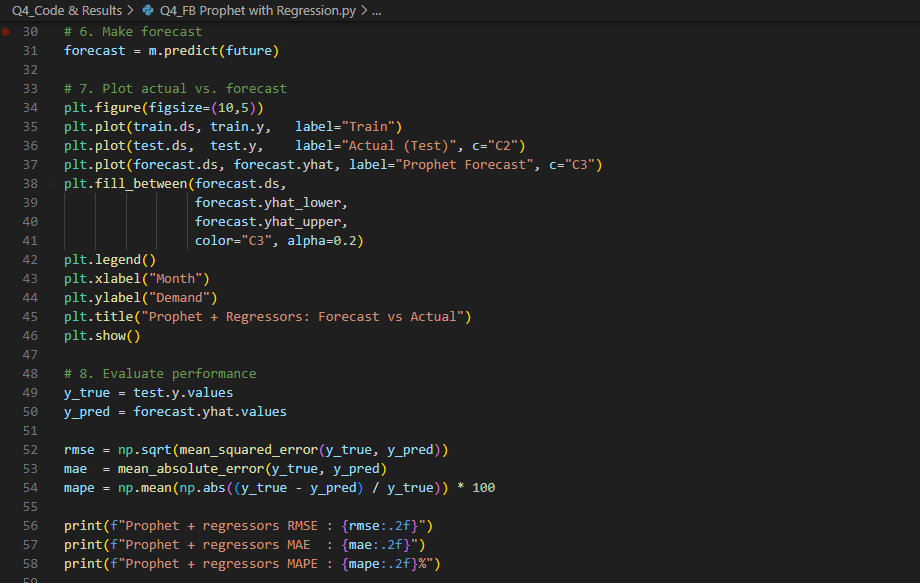 Q4_Code & Results > Q4_FB Prophet with Regression.py > ...
30 # 6. Make forecast
31 forecast = m.predict(future)
32
33 # 7. Plot actual vs. forecast
34 plt.figure(figsize=(10,5))
35 plt.plot(train.ds, train.y,   label="Train")
36 plt.plot(test.ds,  test.y,    label="Actual (Test)", c="C2")
37 plt.plot(forecast.ds, forecast.yhat, label="Prophet Forecast", c="C3")
38 plt.fill_between(forecast.ds,
39                  forecast.yhat_lower,
40                  forecast.yhat_upper,
41                  color="C3", alpha=0.2)
42 plt.legend()
43 plt.xlabel("Month")
44 plt.ylabel("Demand")
45 plt.title("Prophet + Regressors: Forecast vs Actual")
46 plt.show()
47
48 # 8. Evaluate performance
49 y_true = test.y.values
50 y_pred = forecast.yhat.values
51
52 rmse = np.sqrt(mean_squared_error(y_true, y_pred))
53 mae  = mean_absolute_error(y_true, y_pred)
54 mape = np.mean(np.abs((y_true - y_pred) / y_true)) * 100
55
56 print(f"Prophet + regressors RMSE : {rmse:.2f}")
57 print(f"Prophet + regressors MAE  : {mae:.2f}")
58 print(f"Prophet + regressors MAPE : {mape:.2f}%")
59